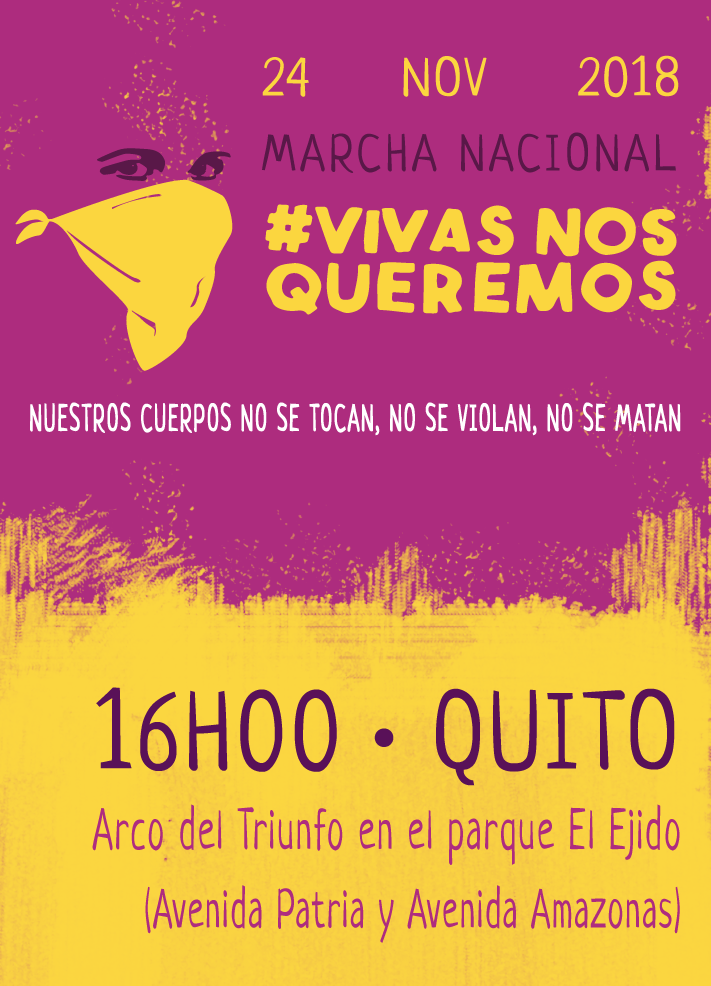 24 NOV 2018
MARCHA NACIONAL
#VIVAS NOS
QUEREMOS
NUESTROS CUERPOS NO SE TOCAN, NO SE VIOLAN, NO SE MATAN
16H00 • QUITO
Arco del Triunfo en el parque El Ejido
(Avenida Patria y Avenida Amazonas)